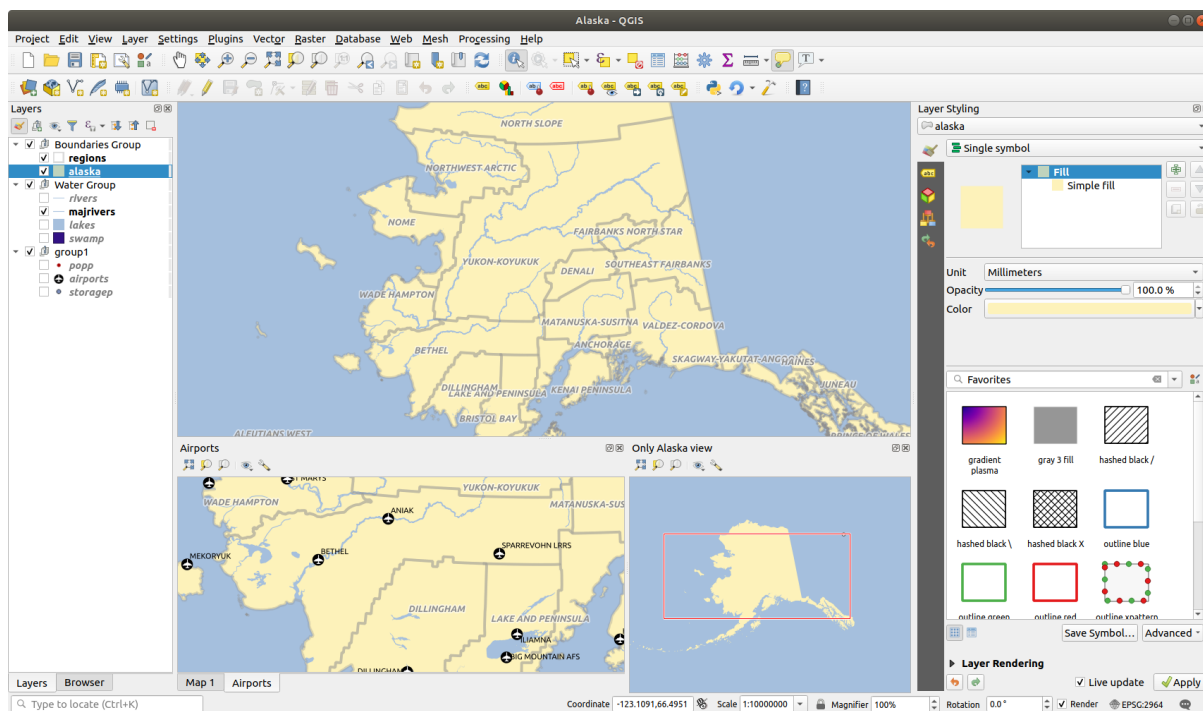 Alaska - QGIS
Project Edit View Layer Settings Plugins Vector Raster Database Web Mesh Processing Help
Layers
Boundaries Group
regions
alaska
Water Group
rivers
majrivers
lakes
swamp
group1
popp
airports
storagep
Layers Browser
NORTH SLOPE
NORTHWEST ARCTIC
NOME
FAIRBANKS NORTH STAR
YUKON-KOYUKUK
SOUTHEAST FAIRBANKS
DENALI
WADE HAMPTON
MATANUSKA-SUSITNA
VALDEZ-CORDOVA
ANCHORAGE
BETHEL
SKAGWAY-YAKUTAT-ANGOON
HAINES
JUNEAU
DILLINGHAM
LAKE AND PENINSULA
KENAI PENINSULA
BRISTOL BAY
ALEUTIANS WEST
PRINCE OF WALES
Airports
ST MARYS
YUKON-KOYUKUK
WADE HAMPTON
MATANUSKA-SUS
ANIAK
BETHEL
SPARREVOHN LRRS
MEKORYUK
DILLINGHAM
LAKE AND PENINSULA
ILIAMNA
BIG MOUNTAIN AFS
DILLINGHAM
Map 1 Airports
Only Alaska view
Layer Styling
alaska
Single symbol
Fill
Simple fill
Unit Millimeters
Opacity 100.0 %
Color
Favorites
gradient plasma
gray 3 fill
hashed black /
hashed black \
hashed black X
outline blue
outline green
outline red
outline xpattern
Save Symbol... Advanced
Layer Rendering
Live update Apply
Type to locate (Ctrl+K)
Coordinate -123.1091,66.4951 Scale 1:10000000 Magnifier 100% Rotation 0.0° Render EPSG:2964